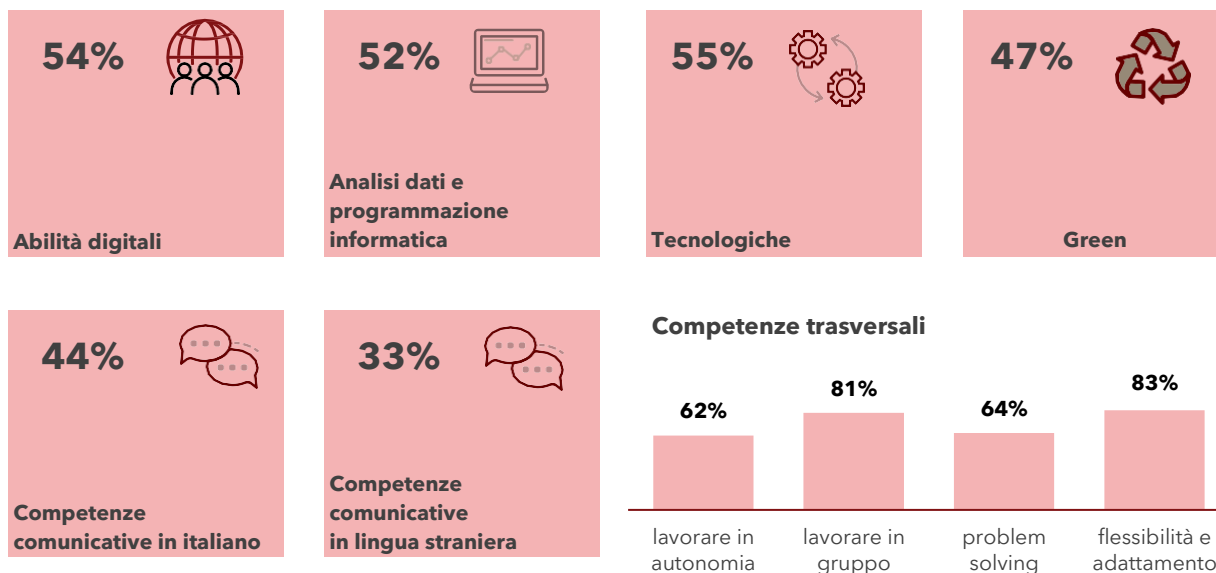 54%
Abilità digitali
52%
Analisi dati e
programmazione
informatica
55%
Tecnologiche
47%
Green
44%
Competenze
comunicative in italiano
33%
Competenze
comunicative
in lingua straniera
Competenze trasversali
62%
81%
64%
83%
lavorare in
autonomia
lavorare in
gruppo
problem
solving
flessibilità e
adattamento